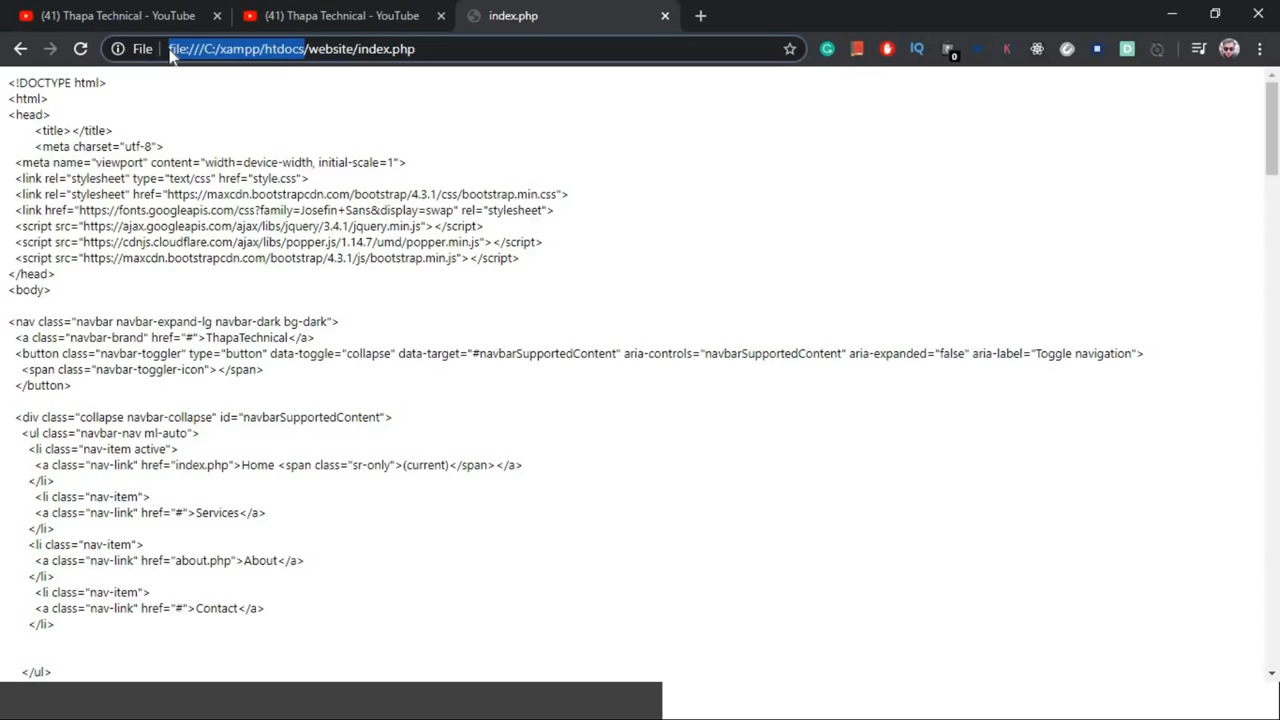 (41) Thapa Technical - YouTube
(41) Thapa Technical - YouTube
index.php
File
file:///C:/xampp/htdocs/website/index.php
IQ
0
K
D
<!DOCTYPE html>
<html>
<head>
<title></title>
<meta charset="utf-8">
<meta name="viewport" content="width=device-width, initial-scale=1">
<link rel="stylesheet" type="text/css" href="style.css">
<link rel="stylesheet" href="https://maxcdn.bootstrapcdn.com/bootstrap/4.3.1/css/bootstrap.min.css">
<link href="https://fonts.googleapis.com/css?family=Josefin+Sans&display=swap" rel="stylesheet">
<script src="https://ajax.googleapis.com/ajax/libs/jquery/3.4.1/jquery.min.js"></script>
<script src="https://cdnjs.cloudflare.com/ajax/libs/popper.js/1.14.7/umd/popper.min.js"></script>
<script src="https://maxcdn.bootstrapcdn.com/bootstrap/4.3.1/js/bootstrap.min.js"></script>
</head>
<body>
<nav class="navbar navbar-expand-lg navbar-dark bg-dark">
<a class="navbar-brand" href="#">ThapaTechnical</a>
<button class="navbar-toggler" type="button" data-toggle="collapse" data-target="#navbarSupportedContent" aria-controls="navbarSupportedContent" aria-expanded="false" aria-label="Toggle navigation">
<span class="navbar-toggler-icon"></span>
</button>
<div class="collapse navbar-collapse" id="navbarSupportedContent">
<ul class="navbar-nav ml-auto">
<li class="nav-item active">
<a class="nav-link" href="index.php">Home <span class="sr-only">(current)</span></a>
</li>
<li class="nav-item">
<a class="nav-link" href="#">Services</a>
</li>
<li class="nav-item">
<a class="nav-link" href="about.php">About</a>
</li>
<li class="nav-item">
<a class="nav-link" href="#">Contact</a>
</li>
</ul>